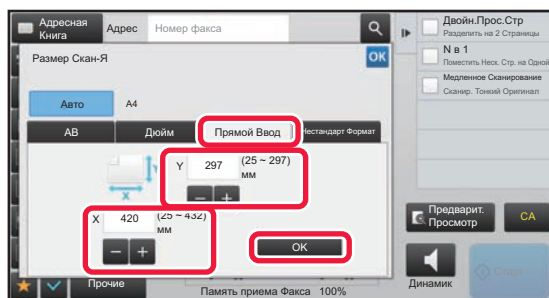 Адресная
Книга
Адрес
Номер факса
Размер Скан-Я
OK
Авто
A4
AB
Дюйм
Прямой Ввод
Нестандарт Формат
Y
297
(25 ~ 297)
мм
Y
X
X
420
(25 ~ 432)
мм
OK
Прочие
Память приема Факса 100%
Двойн.Прос.Стр
Разделить на 2 Страницы
N в 1
Поместить Неск. Стр. на Одной
Медленное Сканирование
Сканир. Тонкий Оригинал
Предварит.
Просмотр
CA
Динамик
Старт